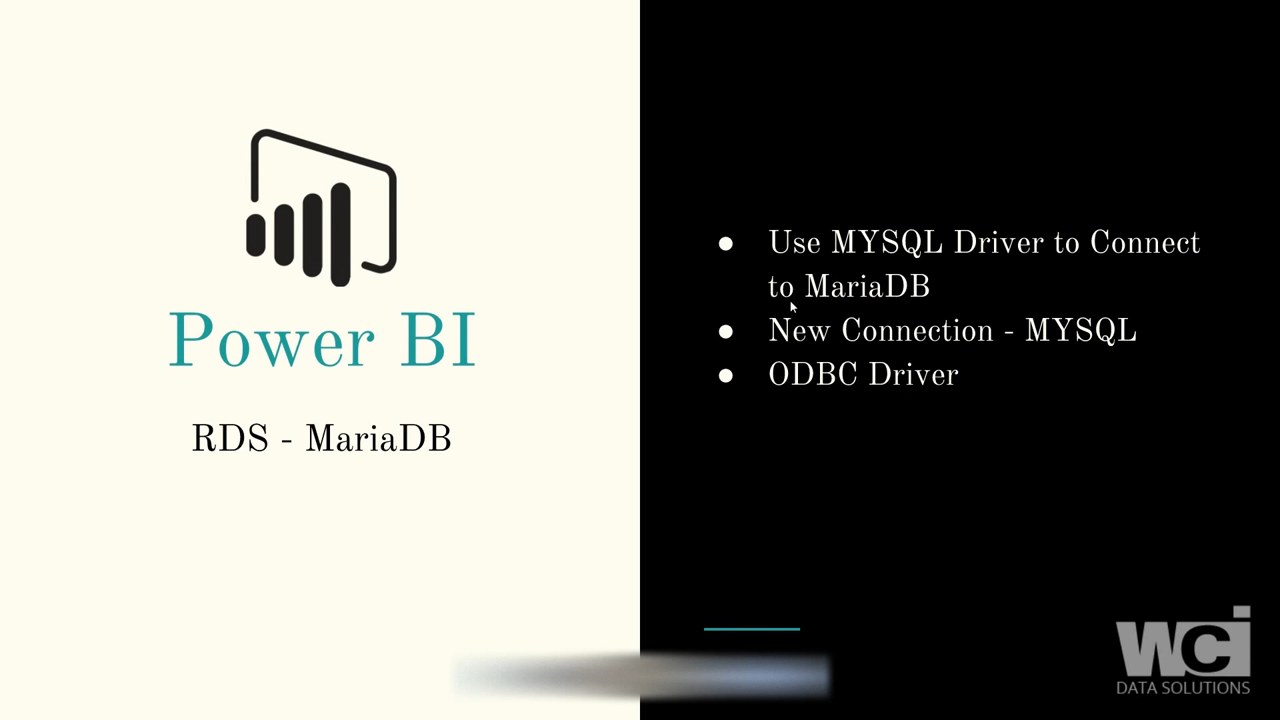 Power BI
RDS - MariaDB
● Use MYSQL Driver to Connect
to MariaDB
● New Connection - MYSQL
● ODBC Driver
WCi
DATA SOLUTIONS